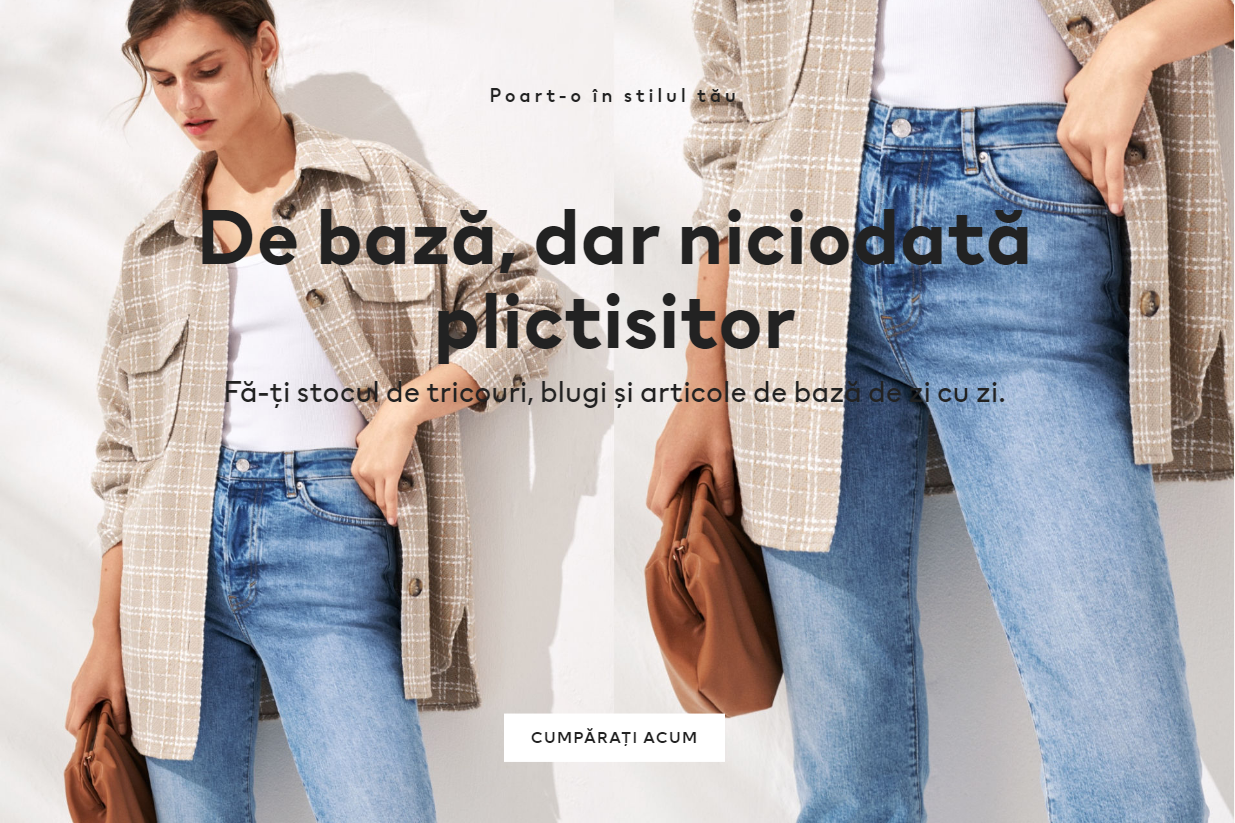 Poart-o în stilul tău
De bază, dar niciodată
plictisitor
Fă-ți stocul de tricouri, blugi și articole de bază de zi cu zi.
CUMPĂRAȚI ACUM